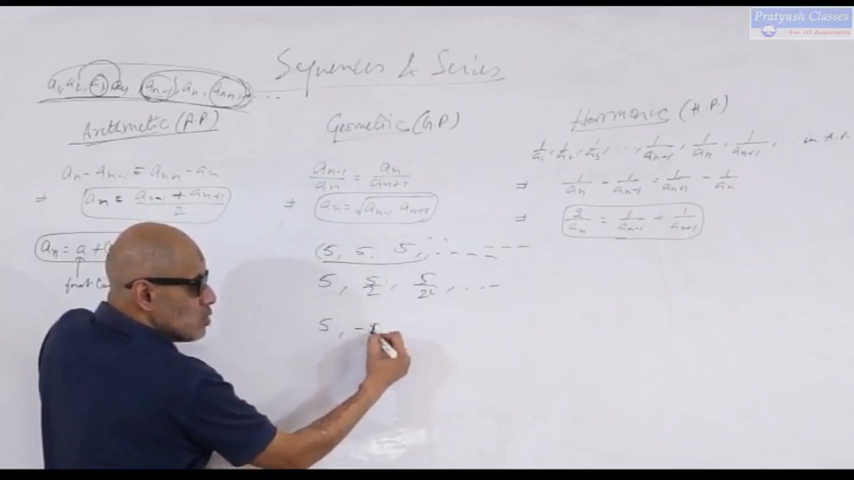 Pratyush Classes
For IIT Aspirants
Sequences & Series
a₁, a₂, a₃, a₄ aₙ₋₁, aₙ, aₙ₊₁, ...
Arithmetic (A.P)
aₙ - aₙ₋₁ = aₙ₊₁ - aₙ
⇒ aₙ = (aₙ₋₁ + aₙ₊₁)/2
aₙ = a + (
first
Geometric (G.P)
aₙ₋₁/aₙ = aₙ/aₙ₊₁
⇒ aₙ = √aₙ₋₁ aₙ₊₁
(5, 5, 5, ...
5, 5/2, 5/2², ...
5, -5
Harmonic (H.P.)
1/a₁, 1/a₂, 1/a₃, ..., 1/aₙ₋₁, 1/aₙ, 1/aₙ₊₁, in A.P.
⇒ 1/aₙ - 1/aₙ₋₁ = 1/aₙ₊₁ - 1/aₙ
⇒ 2/aₙ = 1/aₙ₋₁ + 1/aₙ₊₁